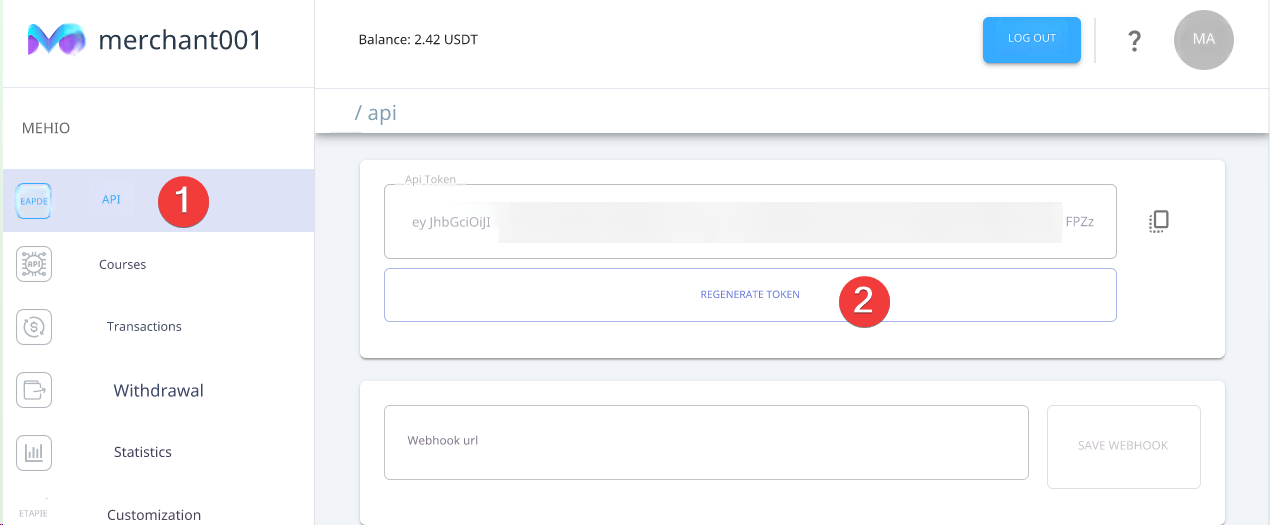 merchant001
Balance: 2.42 USDT
LOG OUT
?
MA
/ api
MEHIO
EAPDE
API
1
Api Token
ey JhbGciOiJI
FPZz
REGENERATE TOKEN
2
API
Courses
$
Transactions
Withdrawal
Webhook url
SAVE WEBHOOK
Statistics
ETAPIE
Customization